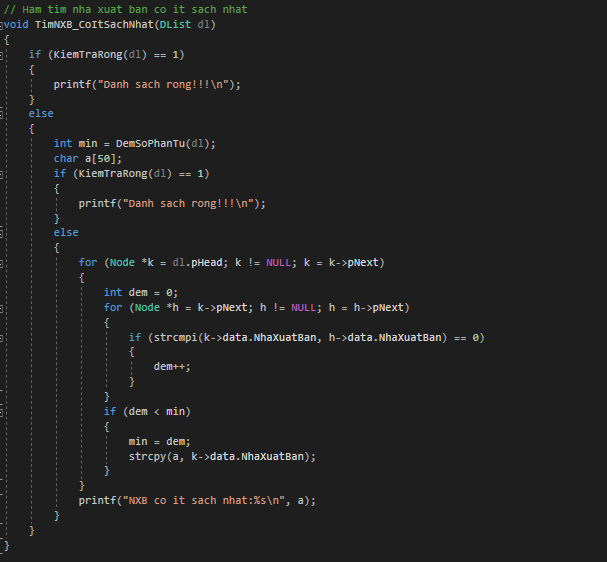 // Ham tim nha xuat ban co it sach nhat
void TimNXB_CoItSachNhat(DList dl)
{
if (KiemTraRong(dl) == 1)
{
printf("Danh sach rong!!!\n");
}
else
{
int min = DemSoPhanTu(dl);
char a[50];
if (KiemTraRong(dl) == 1)
{
printf("Danh sach rong!!!\n");
}
else
{
for (Node *k = dl.pHead; k != NULL; k = k->pNext)
{
int dem = 0;
for (Node *h = k->pNext; h != NULL; h = h->pNext)
{
if (strcmpi(k->data.NhaXuatBan, h->data.NhaXuatBan) == 0)
{
dem++;
}
}
if (dem < min)
{
min = dem;
strcpy(a, k->data.NhaXuatBan);
}
}
printf("NXB co it sach nhat:%s\n", a);
}
}
}